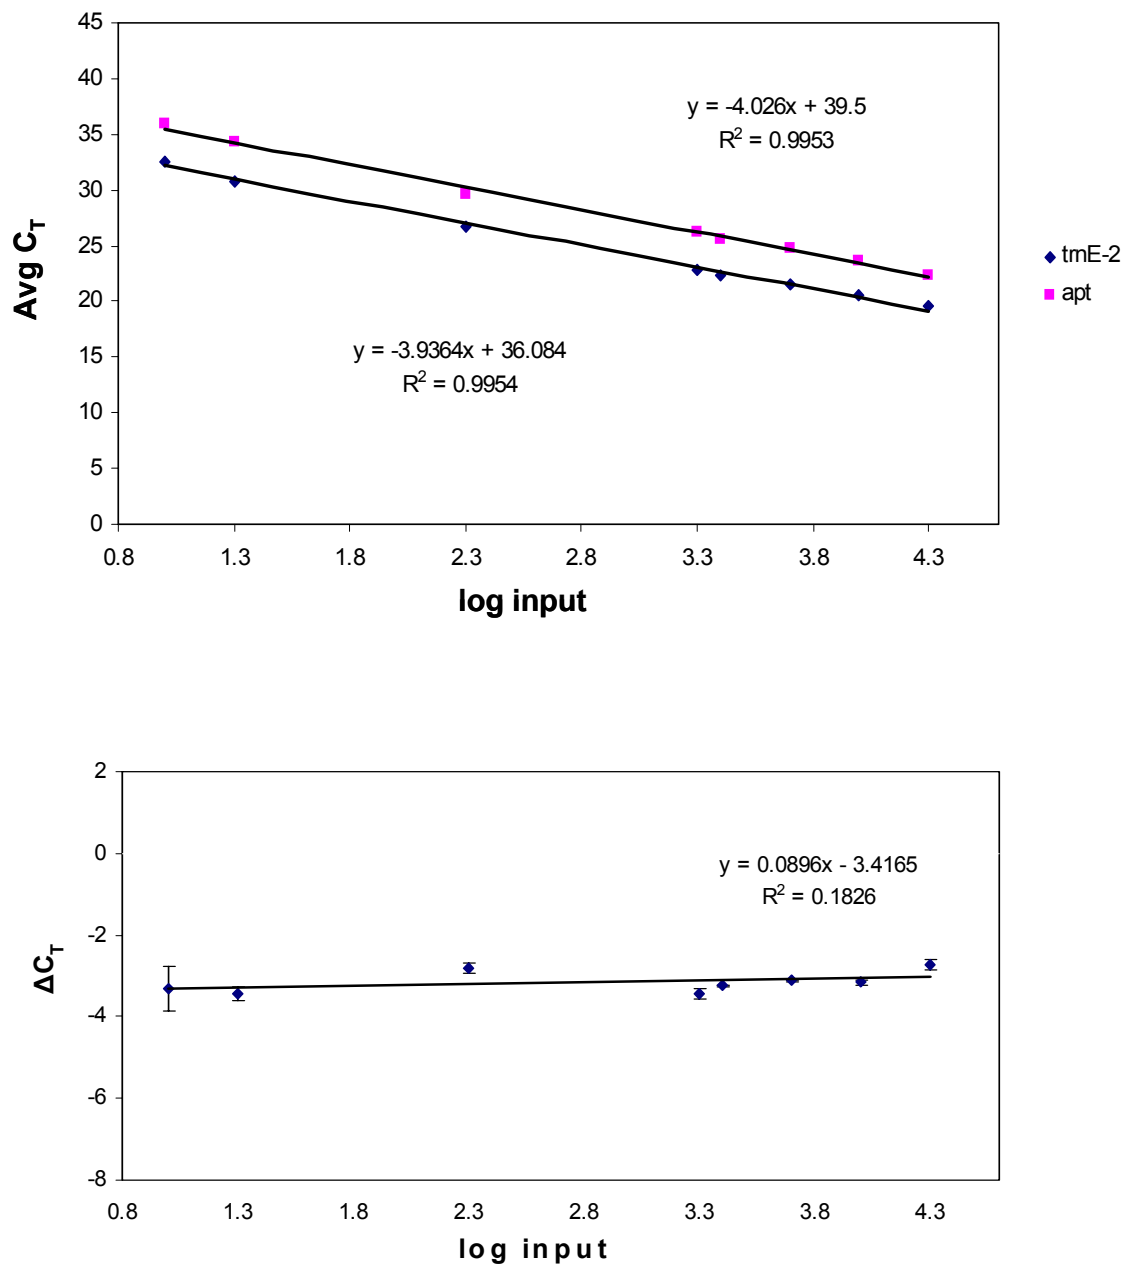 45
40
35
30
25
20
15
10
5
0
Avg C_T
y = -4.026x + 39.5
R² = 0.9953
y = -3.9364x + 36.084
R² = 0.9954
trnE-2
apt
0.8 1.3 1.8 2.3 2.8 3.3 3.8 4.3
log input
2
0
-2
-4
-6
-8
ΔC_T
y = 0.0896x - 3.4165
R² = 0.1826
0.8 1.3 1.8 2.3 2.8 3.3 3.8 4.3
log input